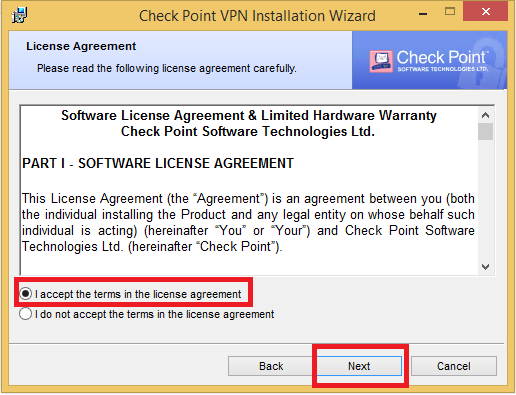 Check Point VPN Installation Wizard
License Agreement
Please read the following license agreement carefully.
Check Point
SOFTWARE TECHNOLOGIES LTD.
Software License Agreement & Limited Hardware Warranty
Check Point Software Technologies Ltd.
PART I - SOFTWARE LICENSE AGREEMENT
This License Agreement (the “Agreement”) is an agreement between you (both
the individual installing the Product and any legal entity on whose behalf such
individual is acting) (hereinafter “You” or “Your”) and Check Point Software
Technologies Ltd. (hereinafter “Check Point”).
I accept the terms in the license agreement
I do not accept the terms in the license agreement
Back
Next
Cancel